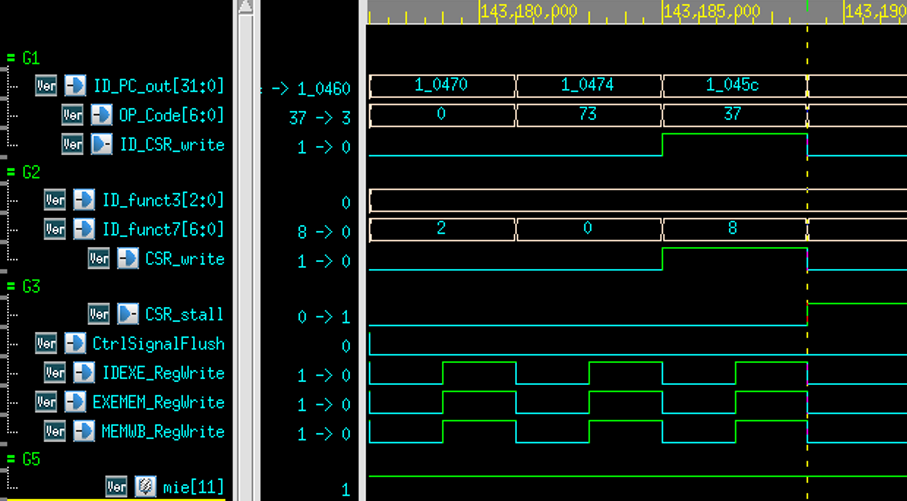 143,180,000 143,185,000 143,190
= G1
Ver ID_PC_out[31:0] -> 1_0460 1_0470 1_0474 1_045c
Ver OP_Code[6:0] 37 -> 3 0 73 37
Ver ID_CSR_write 1 -> 0
= G2
Ver ID_funct3[2:0] 0
Ver ID_funct7[6:0] 8 -> 0 2 0 8
Ver CSR_write 1 -> 0
= G3
Ver CSR_stall 0 -> 1
Ver CtrlSignalFlush 0
Ver IDEXE_RegWrite 1 -> 0
Ver EXEMEM_RegWrite 1 -> 0
Ver MEMWB_RegWrite 1 -> 0
= G5
Ver mie[11] 1